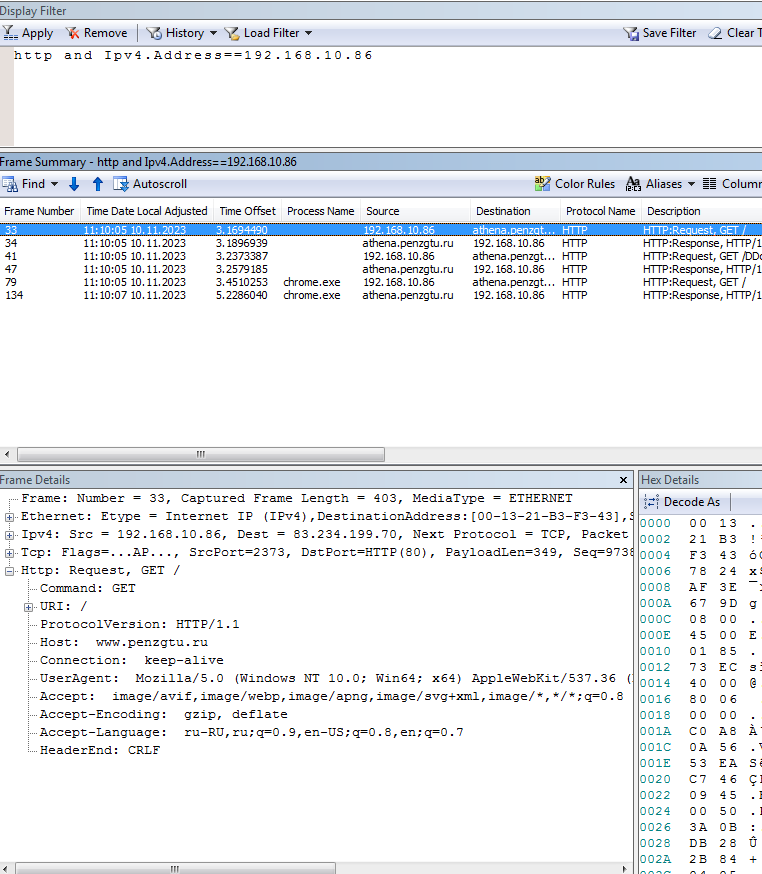 Display Filter
Apply Remove History Load Filter Save Filter Clear T
http and Ipv4.Address==192.168.10.86
Frame Summary - http and Ipv4.Address==192.168.10.86
Find Autoscroll Color Rules Aliases Colum
Frame Number Time Date Local Adjusted Time Offset Process Name Source Destination Protocol Name Description
33 11:10:05 10.11.2023 3.1694490 192.168.10.86 athena.penzgt... HTTP HTTP:Request, GET /
34 11:10:05 10.11.2023 3.1896939 athena.penzgtu.ru 192.168.10.86 HTTP HTTP:Response, HTTP/1
41 11:10:05 10.11.2023 3.2373387 192.168.10.86 athena.penzgt... HTTP HTTP:Request, GET /DDo
47 11:10:05 10.11.2023 3.2579185 athena.penzgtu.ru 192.168.10.86 HTTP HTTP:Response, HTTP/1
79 11:10:05 10.11.2023 3.4510253 chrome.exe 192.168.10.86 athena.penzgt... HTTP HTTP:Request, GET /
134 11:10:07 10.11.2023 5.2286040 chrome.exe athena.penzgtu.ru 192.168.10.86 HTTP HTTP:Response, HTTP/1
Frame Details
Frame: Number = 33, Captured Frame Length = 403, MediaType = ETHERNET
Ethernet: Etype = Internet IP (IPv4),DestinationAddress:[00-13-21-B3-F3-43],S
Ipv4: Src = 192.168.10.86, Dest = 83.234.199.70, Next Protocol = TCP, Packet
Tcp: Flags=...AP..., SrcPort=2373, DstPort=HTTP(80), PayloadLen=349, Seq=9738
Http: Request, GET /
Command: GET
URI: /
ProtocolVersion: HTTP/1.1
Host: www.penzgtu.ru
Connection: keep-alive
UserAgent: Mozilla/5.0 (Windows NT 10.0; Win64; x64) AppleWebKit/537.36 (
Accept: image/avif,image/webp,image/apng,image/svg+xml,image/*,*/*;q=0.8
Accept-Encoding: gzip, deflate
Accept-Language: ru-RU,ru;q=0.9,en-US;q=0.8,en;q=0.7
HeaderEnd: CRLF
Hex Details
Decode As
0000 00 13 .
0002 21 B3 !
0004 F3 43 ó
0006 78 24 x
0008 AF 3E
000A 67 9D g
000C 08 00 .
000E 45 00 E
0010 01 85 .
0012 73 EC s
0014 40 00 @
0016 80 06
0018 00 00 .
001A C0 A8 À
001C 0A 56 .
001E 53 EA S
0020 C7 46 Ç
0022 09 45 .
0024 00 50 .
0026 3A 0B :
0028 DB 28 Û
002A 2B 84 +